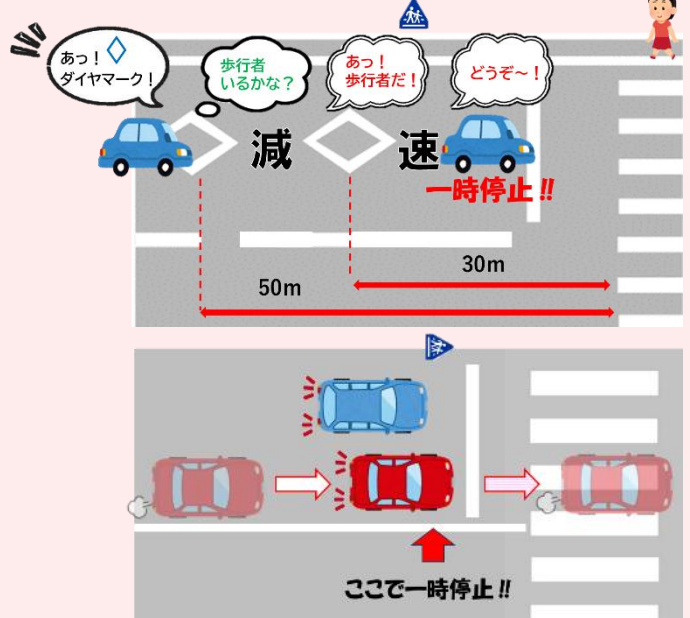 あっ!◇
ダイヤマーク!
歩行者
いるかな?
あっ!
歩行者だ!
どうぞ~!
減 速
一時停止!!
30m
50m
ここで一時停止!!